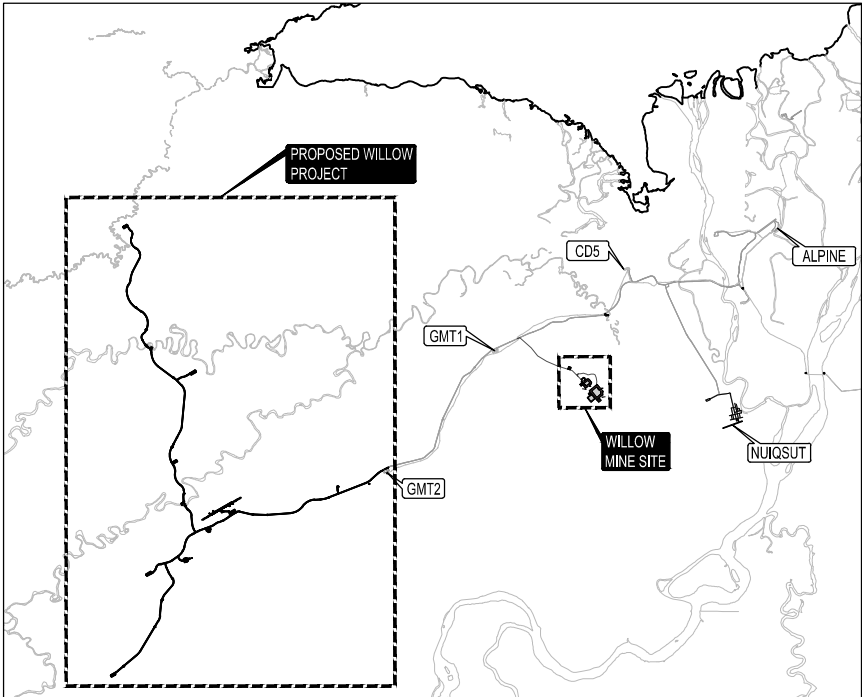 PROPOSED WILLOW
PROJECT
CD5
ALPINE
GMT1
WILLOW
MINE SITE
NUIQSUT
GMT2